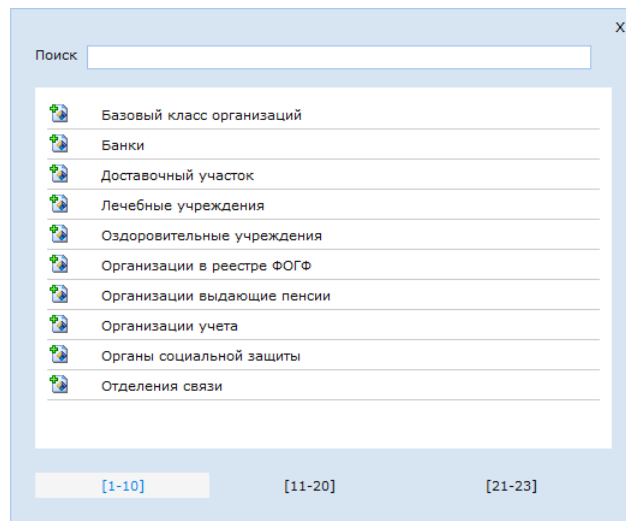 X
Поиск
Базовый класс организаций
Банки
Доставочный участок
Лечебные учреждения
Оздоровительные учреждения
Организации в реестре ФОГФ
Организации выдающие пенсии
Организации учета
Органы социальной защиты
Отделения связи
[1-10] [11-20] [21-23]